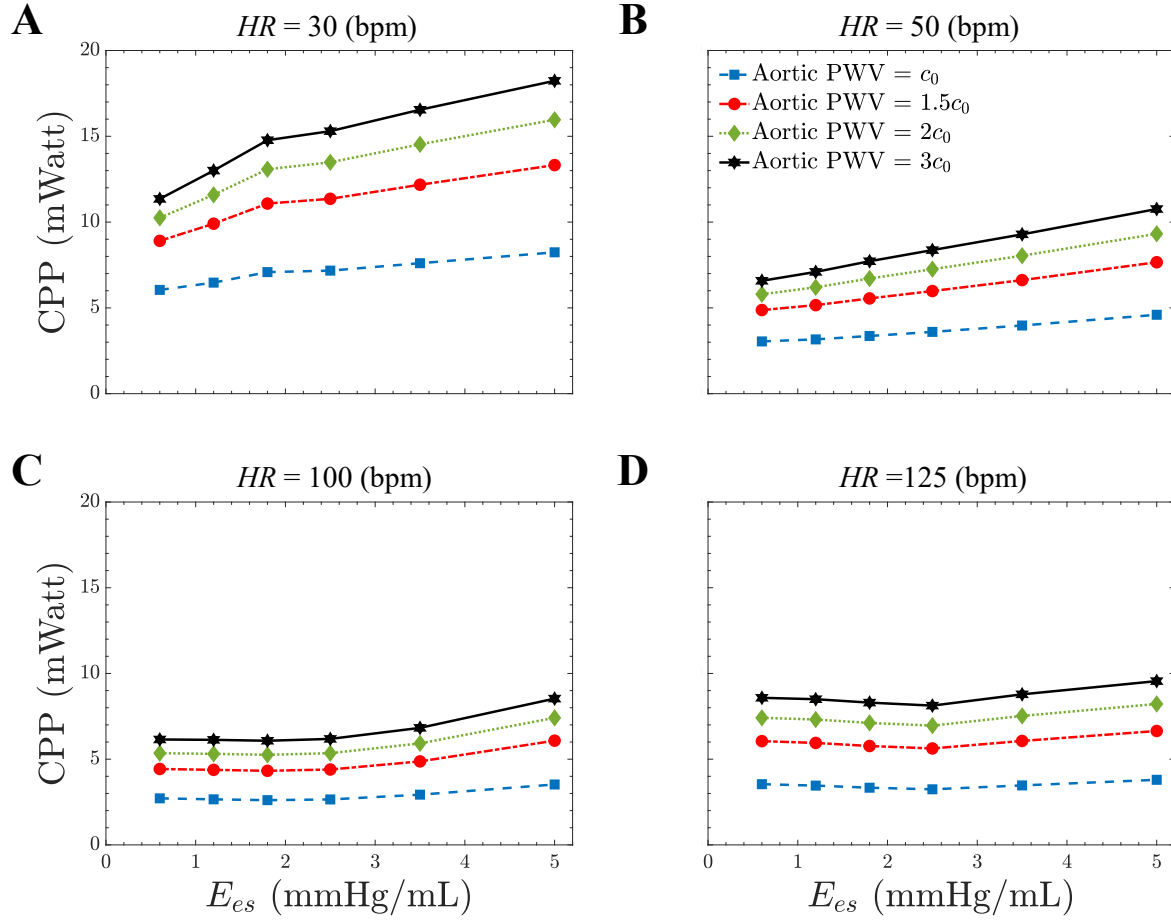 A
HR = 30 (bpm)
B
HR = 50 (bpm)
20
15
10
5
0
CPP (mWatt)
Aortic PWV = c₀
Aortic PWV = 1.5c₀
Aortic PWV = 2c₀
Aortic PWV = 3c₀
C
HR = 100 (bpm)
D
HR =125 (bpm)
20
15
10
5
0
CPP (mWatt)
0 1 2 3 4 5
0 1 2 3 4 5
E_es (mmHg/mL)
E_es (mmHg/mL)